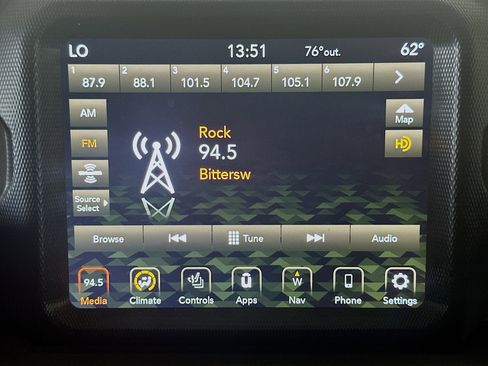 LO 13:51 76°out. 62°
1 2 3 4 5 6
87.9 88.1 101.5 104.7 105.1 107.9
AM
Map
Rock
FM 94.5 HD
Bittersw
Source
Select
Browse Tune Audio
94.5 W
Media Climate Controls Apps Nav Phone Settings